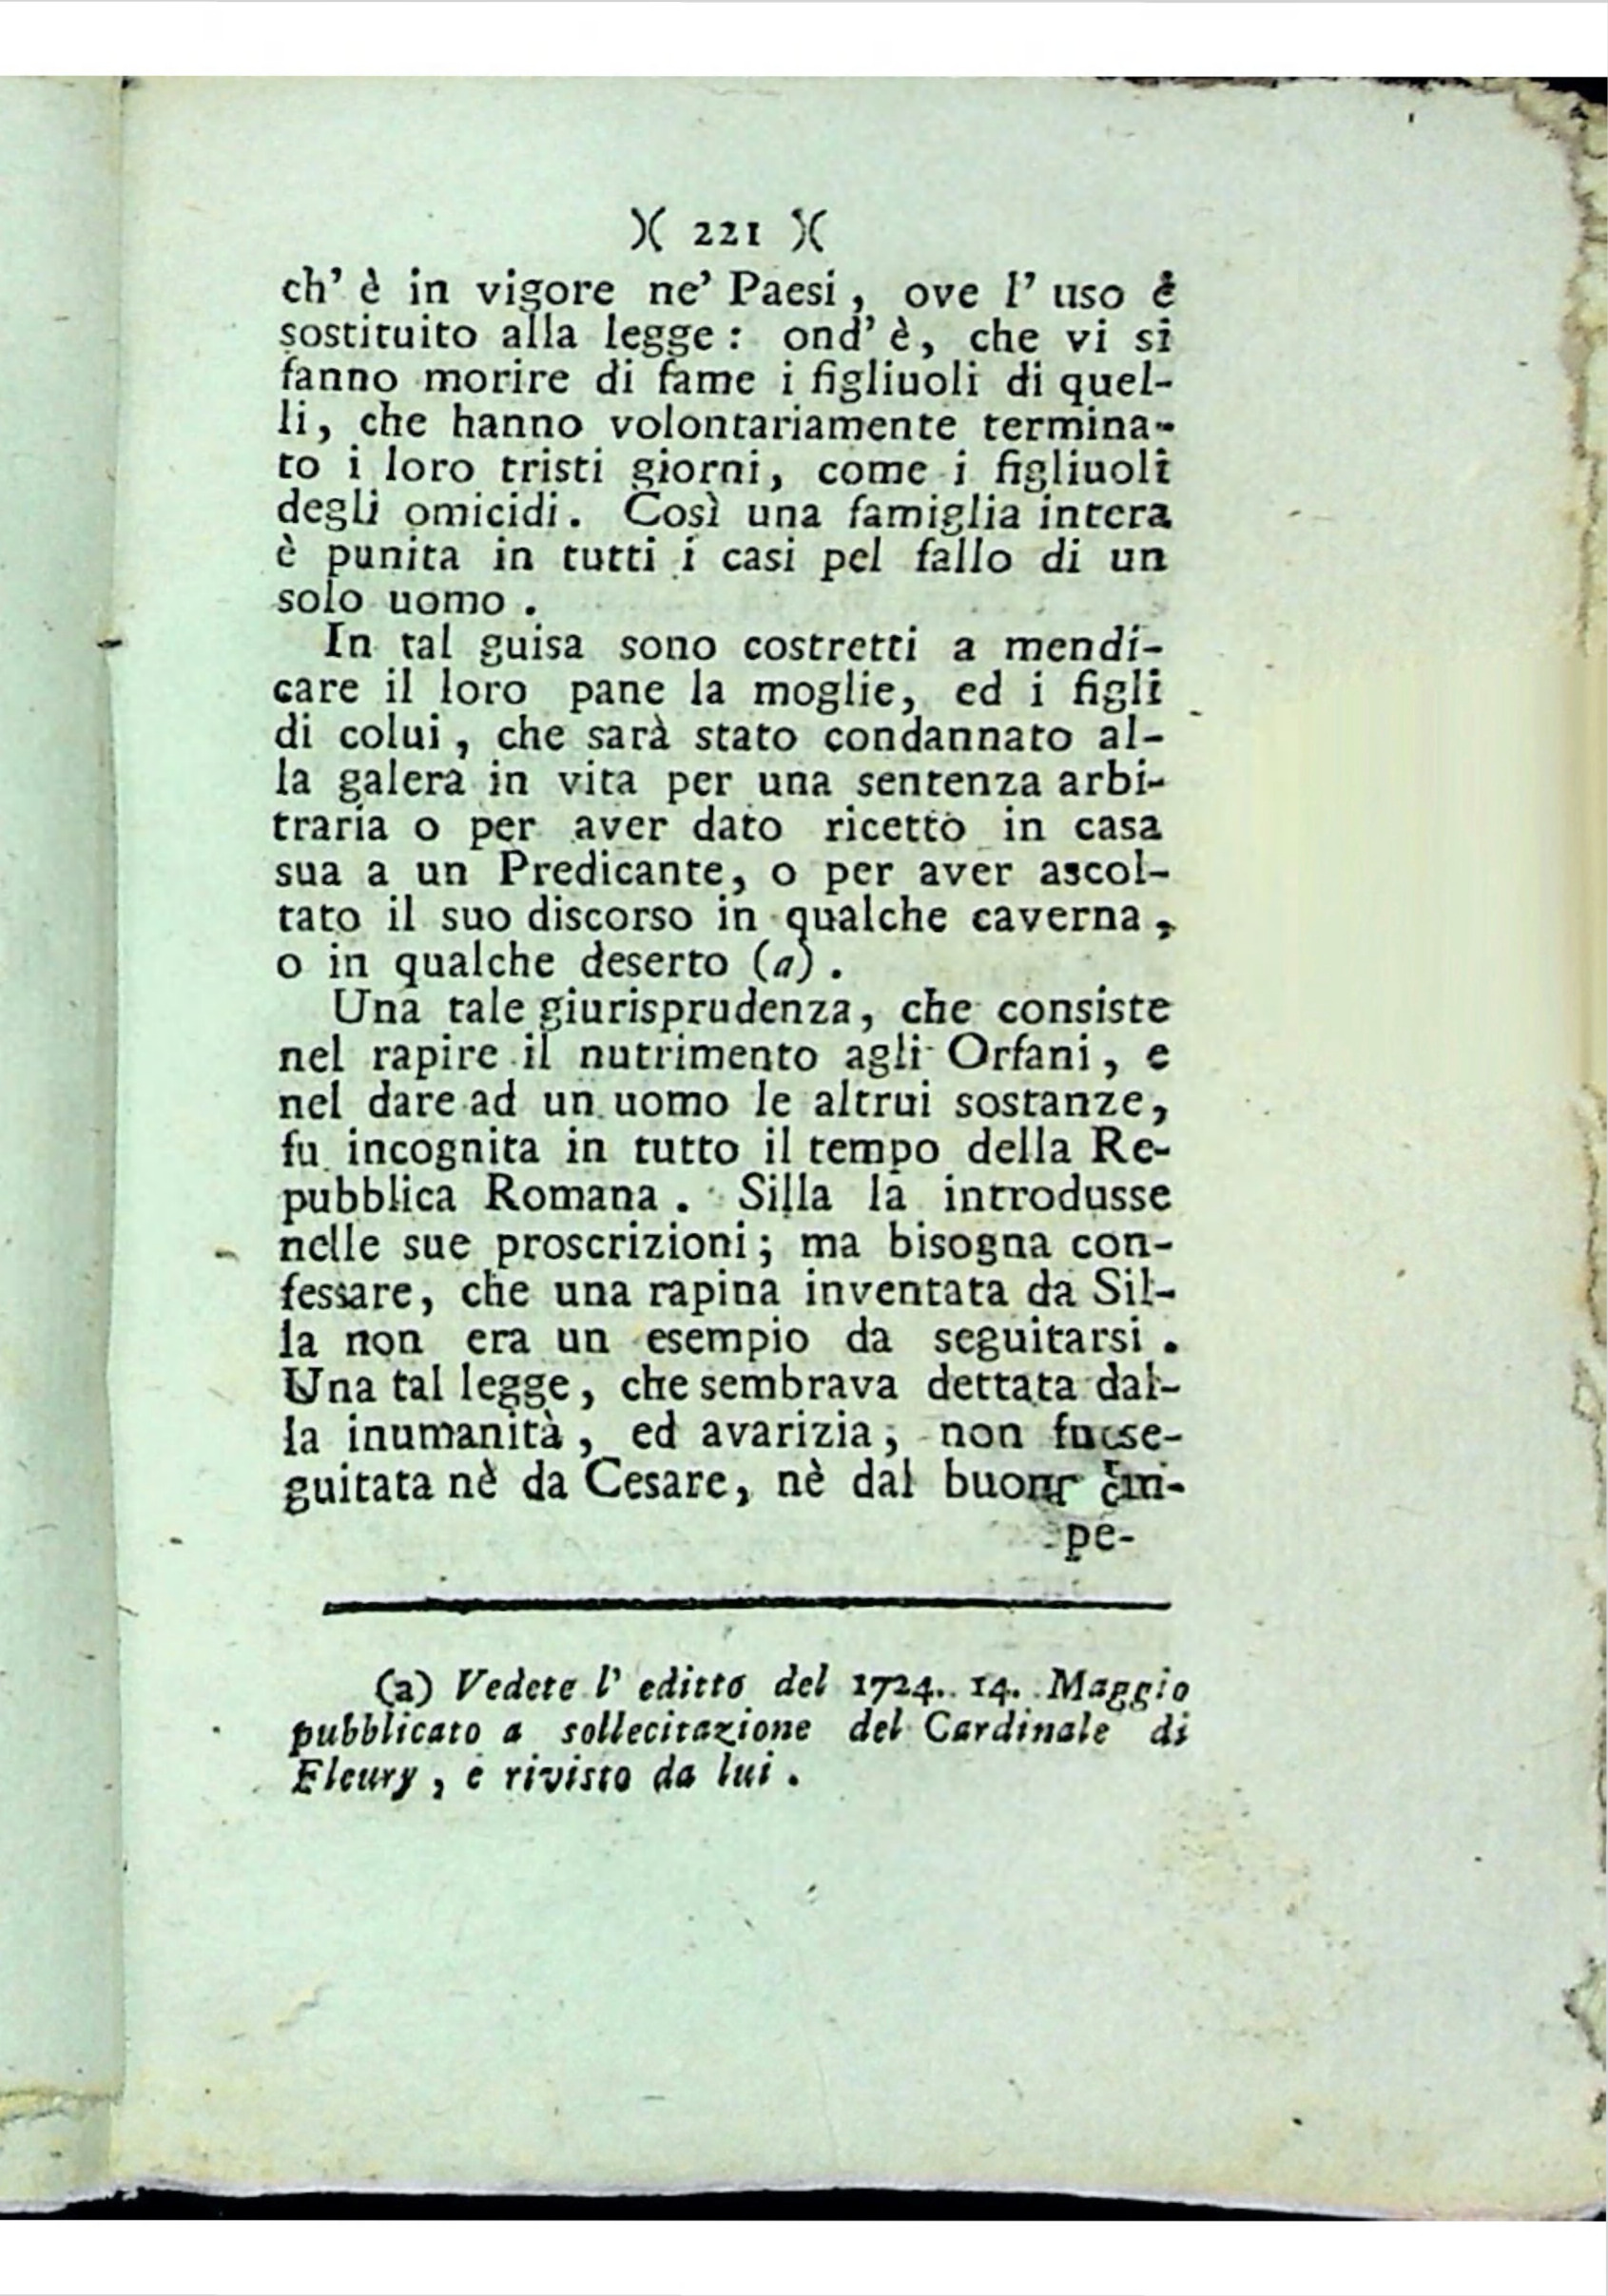 )( 221 )(
ch' è in vigore ne' Paesi, ove l' uso è
sostituito alla legge: ond' è, che vi si
fanno morire di fame i figliuoli di quel-
li, che hanno volontariamente termina-
to i loro tristi giorni, come i figliuoli
degli omicidi. Così una famiglia intera
è punita in tutti i casi pel fallo di un
solo uomo.
In tal guisa sono costretti a mendi-
care il loro pane la moglie, ed i figli
di colui, che sarà stato condannato al-
la galera in vita per una sentenza arbi-
traria o per aver dato ricetto in casa
sua a un Predicante, o per aver ascol-
tato il suo discorso in qualche caverna,
o in qualche deserto (a).
Una tale giurisprudenza, che consiste
nel rapire il nutrimento agli Orfani, e
nel dare ad un uomo le altrui sostanze,
fu incognita in tutto il tempo della Re-
pubblica Romana. Silla la introdusse
nelle sue proscrizioni; ma bisogna con-
fessare, che una rapina inventata da Sil-
la non era un esempio da seguitarsi.
Una tal legge, che sembrava dettata dal-
la inumanità, ed avarizia, non fu se-
guitata nè da Cesare, nè dal buon
pe-
(a) Vedete l' editto del 1724. 14. Maggio
pubblicato a sollecitazione del Cardinale di
Fleury, e rivisto da lui.